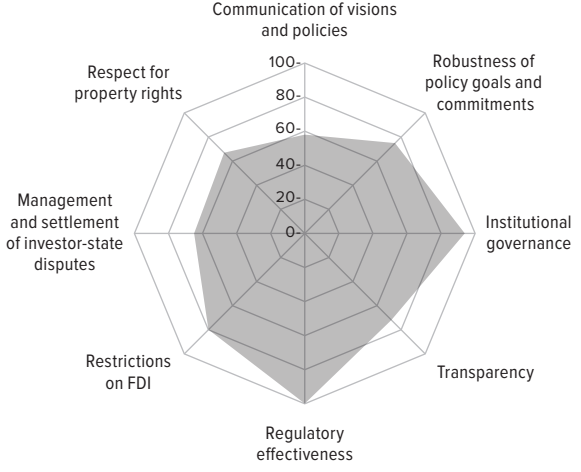 Communication of visions
and policies
Robustness of
policy goals and
commitments
Respect for
property rights
100-
80-
60-
40-
20-
0-
Management
and settlement
of investor-state
disputes
Institutional
governance
Restrictions
on FDI
Transparency
Regulatory
effectiveness